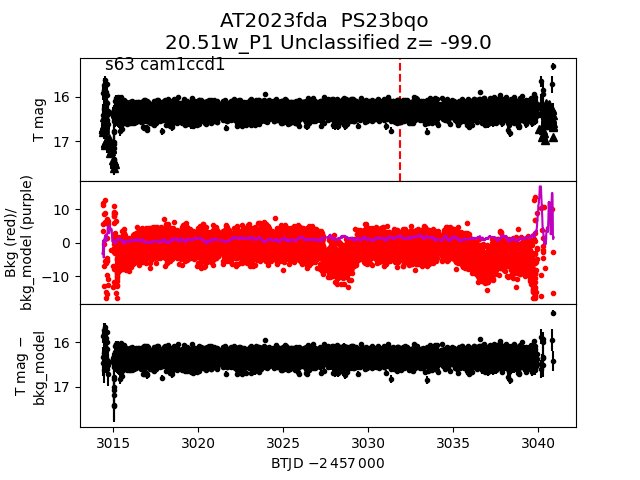 AT2023fda  PS23bqo
20.51w_P1 Unclassified z= -99.0
s63 cam1ccd1
16
17
T mag
10
0
−10
Bkg (red)/
bkg_model (purple)
16
17
T mag −
bkg_model
3015 3020 3025 3030 3035 3040
BTJD −2 457 000